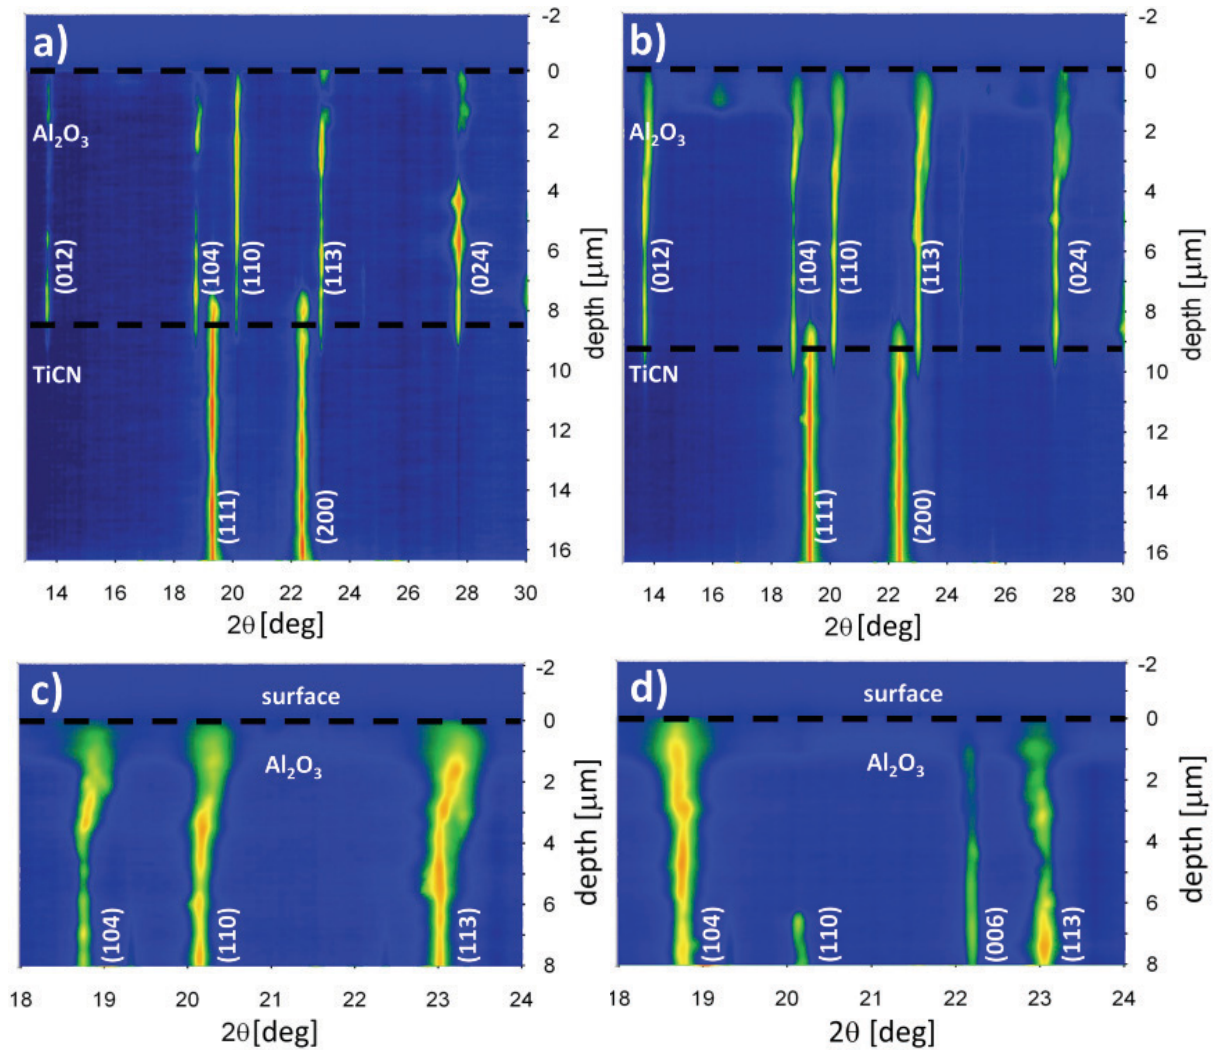 a)
-2
0
Al₂O₃
2
4
(012)
(104)
(110)
(113)
(024)
6
depth [μm]
8
TiCN
10
12
(111)
(200)
14
16
14 16 18 20 22 24 26 28 30
2θ [deg]
b)
-2
0
Al₂O₃
2
4
(012)
(104)
(110)
(113)
(024)
6
depth [μm]
8
TiCN
10
12
(111)
(200)
14
16
14 16 18 20 22 24 26 28 30
2θ [deg]
c)
surface
-2
0
Al₂O₃
2
4
depth [μm]
6
(104)
(110)
(113)
8
18 19 20 21 22 23 24
2θ [deg]
d)
surface
-2
0
Al₂O₃
2
4
depth [μm]
6
(104)
(110)
(006)
(113)
8
18 19 20 21 22 23 24
2θ [deg]